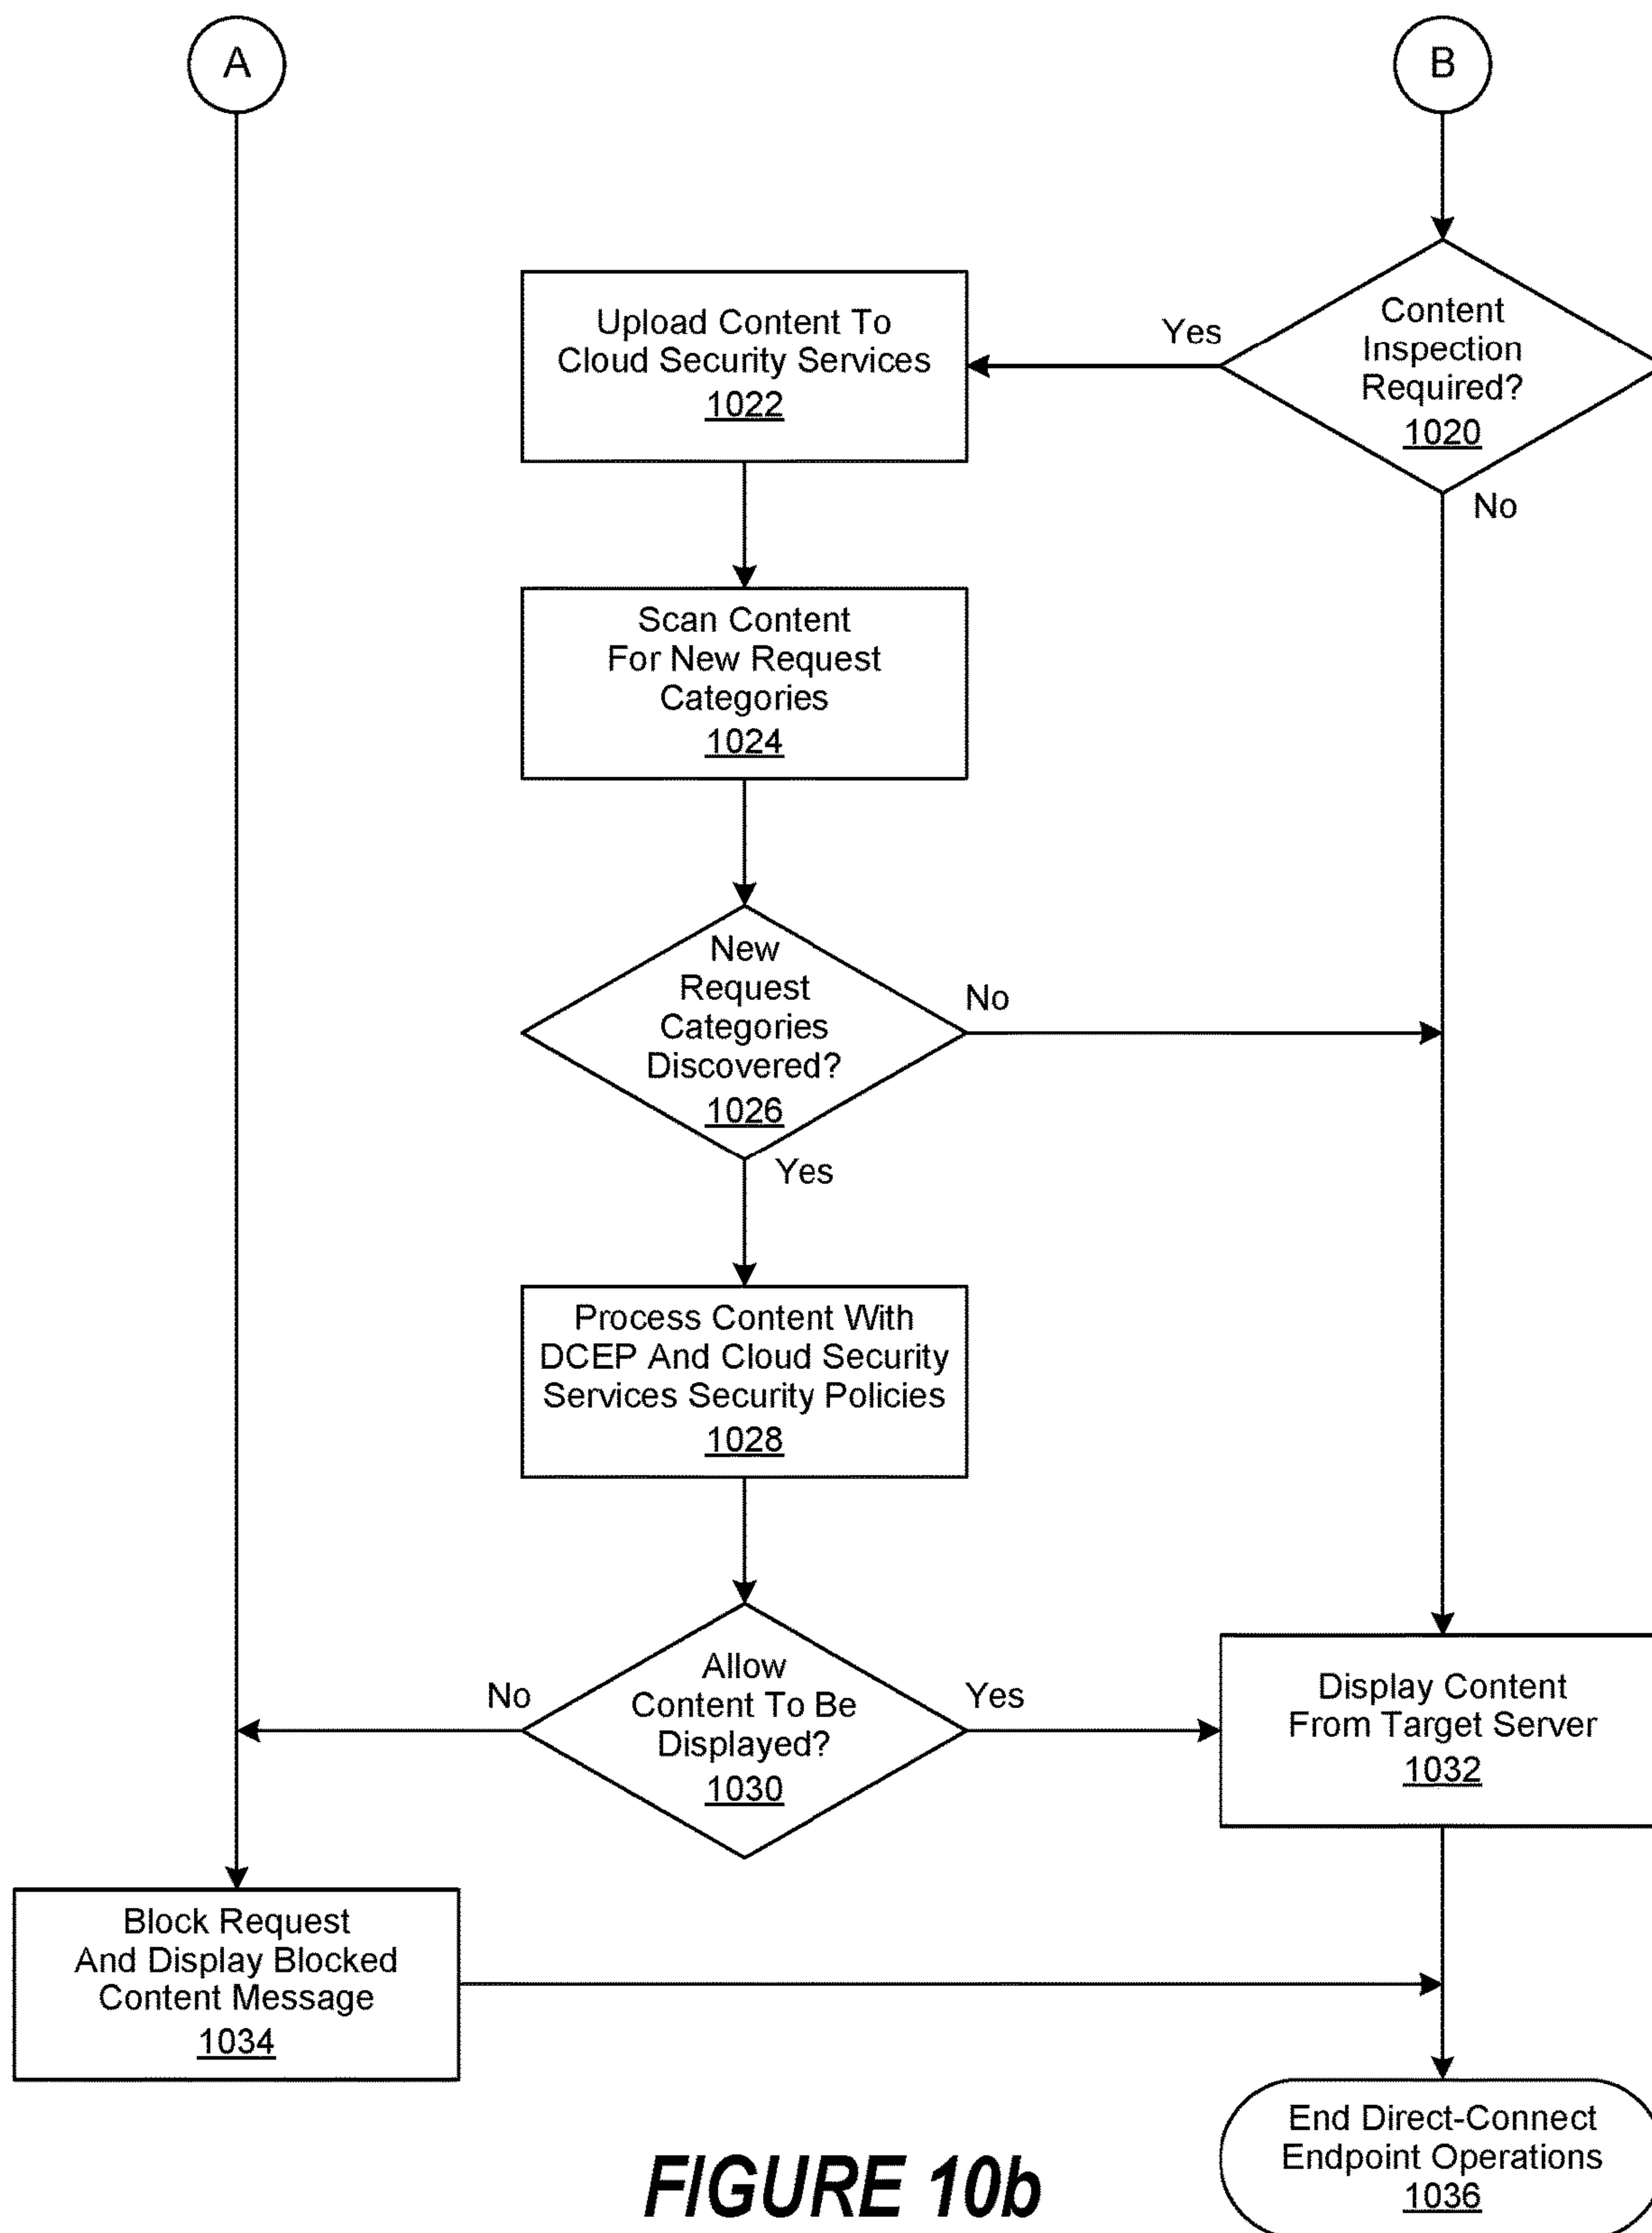 A
B
Content
Inspection
Required?
1020
Yes
No
Upload Content To
Cloud Security Services
1022
Scan Content
For New Request
Categories
1024
New
Request
Categories
Discovered?
1026
No
Yes
Process Content With
DCEP And Cloud Security
Services Security Policies
1028
Allow
Content To Be
Displayed?
1030
No
Yes
Display Content
From Target Server
1032
Block Request
And Display Blocked
Content Message
1034
End Direct-Connect
Endpoint Operations
1036
FIGURE 10b